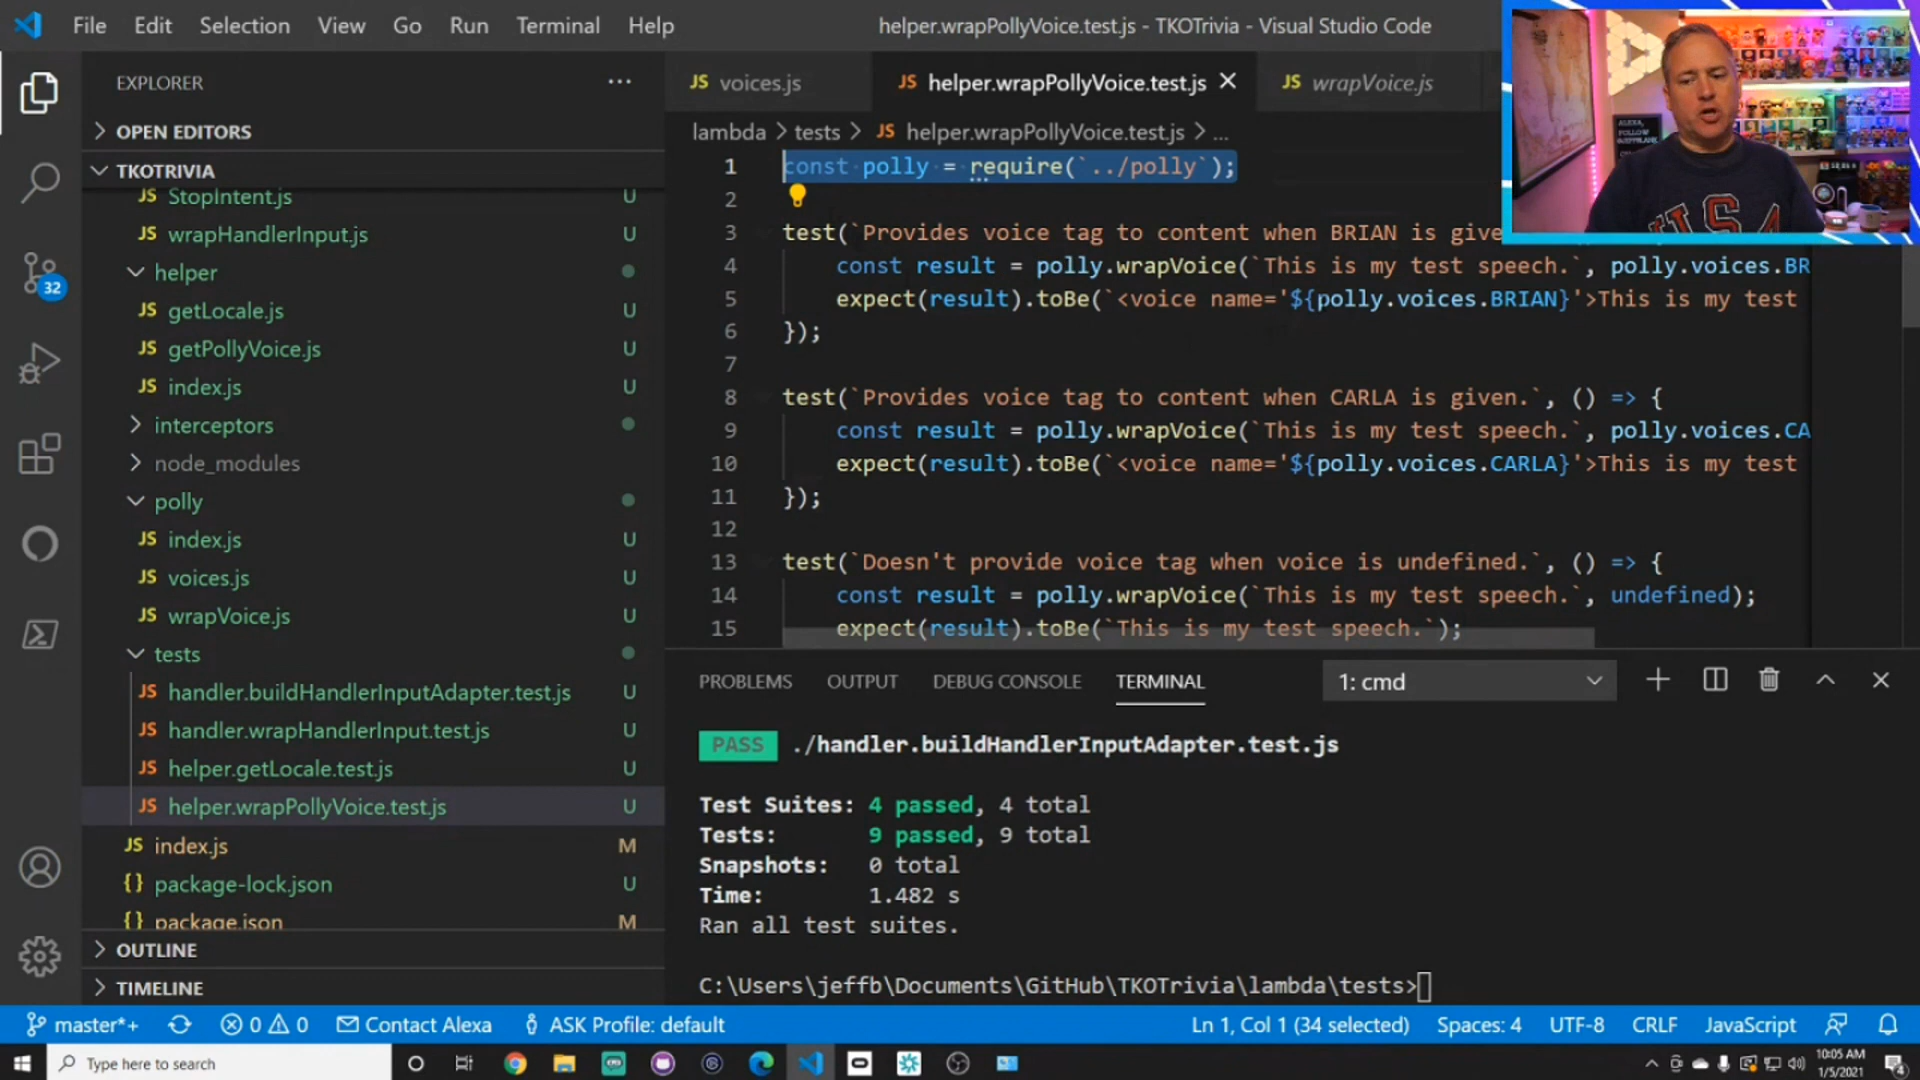 File Edit Selection View Go Run Terminal Help
helper.wrapPollyVoice.test.js - TKOTrivia - Visual Studio Code
EXPLORER
OPEN EDITORS
TKOTRIVIA
JS StopIntent.js U
JS wrapHandlerInput.js U
helper
JS getLocale.js U
JS getPollyVoice.js U
JS index.js U
interceptors
node_modules
polly
JS index.js U
JS voices.js U
JS wrapVoice.js U
tests
JS handler.buildHandlerInputAdapter.test.js U
JS handler.wrapHandlerInput.test.js U
JS helper.getLocale.test.js U
JS helper.wrapPollyVoice.test.js U
JS index.js M
{} package-lock.json U
{} package.json M
OUTLINE
TIMELINE
32
JS voices.js
JS helper.wrapPollyVoice.test.js
JS wrapVoice.js
lambda > tests > JS helper.wrapPollyVoice.test.js > ...
1 const polly = require(`../polly`);
2
3 test(`Provides voice tag to content when BRIAN is give
4 const result = polly.wrapVoice(`This is my test speech.`, polly.voices.BR
5 expect(result).toBe(`<voice name='${polly.voices.BRIAN}'>This is my test
6 });
7
8 test(`Provides voice tag to content when CARLA is given.`, () => {
9 const result = polly.wrapVoice(`This is my test speech.`, polly.voices.CA
10 expect(result).toBe(`<voice name='${polly.voices.CARLA}'>This is my test
11 });
12
13 test(`Doesn't provide voice tag when voice is undefined.`, () => {
14 const result = polly.wrapVoice(`This is my test speech.`, undefined);
15 expect(result).toBe(`This is my test speech.`);
ALEXA,
FOLLOW
USA
PROBLEMS OUTPUT DEBUG CONSOLE TERMINAL 1: cmd
PASS ./handler.buildHandlerInputAdapter.test.js
Test Suites: 4 passed, 4 total
Tests: 9 passed, 9 total
Snapshots: 0 total
Time: 1.482 s
Ran all test suites.
C:\Users\jeffb\Documents\GitHub\TKOTrivia\lambda\tests>
master*+ 0 0 Contact Alexa ASK Profile: default Ln 1, Col 1 (34 selected) Spaces: 4 UTF-8 CRLF JavaScript
Type here to search
10:05 AM
1/5/2021
4